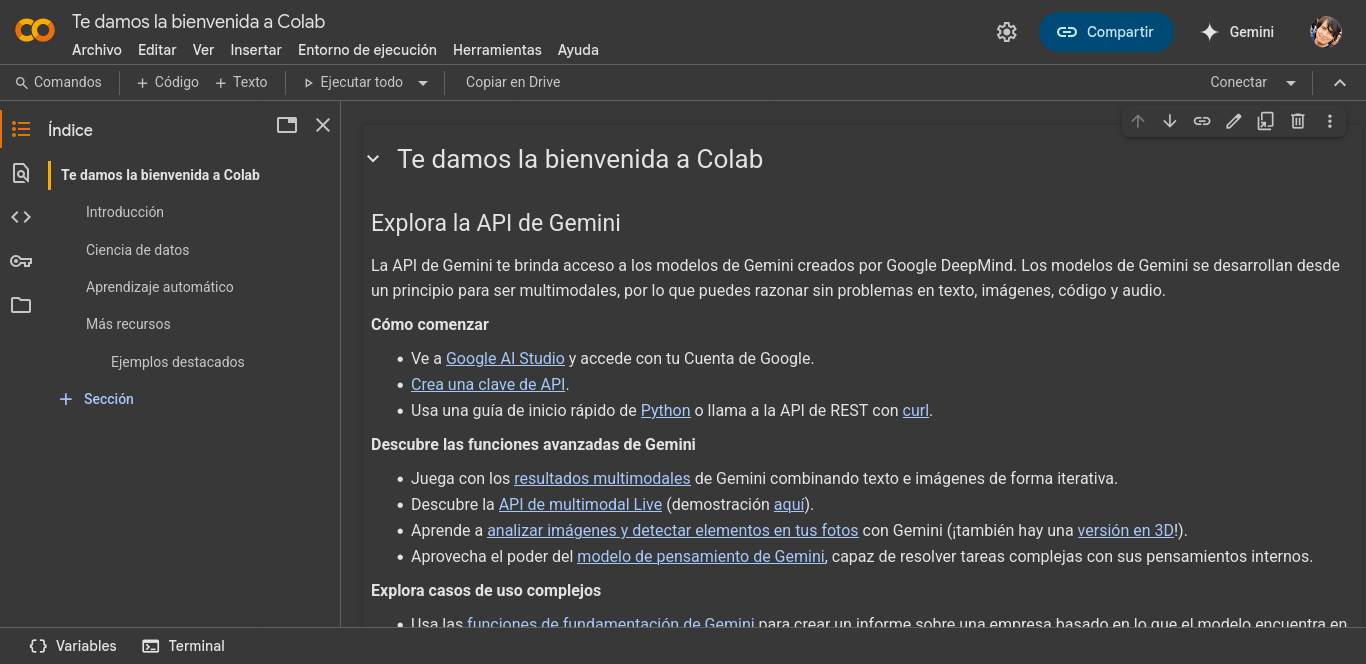 Te damos la bienvenida a Colab
Archivo Editar Ver Insertar Entorno de ejecución Herramientas Ayuda
Compartir
Gemini
Comandos + Código + Texto Ejecutar todo Copiar en Drive
Conectar
Índice
Te damos la bienvenida a Colab
Introducción
Ciencia de datos
Aprendizaje automático
Más recursos
Ejemplos destacados
+ Sección
Te damos la bienvenida a Colab
Explora la API de Gemini
La API de Gemini te brinda acceso a los modelos de Gemini creados por Google DeepMind. Los modelos de Gemini se desarrollan desde
un principio para ser multimodales, por lo que puedes razonar sin problemas en texto, imágenes, código y audio.
Cómo comenzar
• Ve a Google AI Studio y accede con tu Cuenta de Google.
• Crea una clave de API.
• Usa una guía de inicio rápido de Python o llama a la API de REST con curl.
Descubre las funciones avanzadas de Gemini
• Juega con los resultados multimodales de Gemini combinando texto e imágenes de forma iterativa.
• Descubre la API de multimodal Live (demostración aquí).
• Aprende a analizar imágenes y detectar elementos en tus fotos con Gemini (¡también hay una versión en 3D!).
• Aprovecha el poder del modelo de pensamiento de Gemini, capaz de resolver tareas complejas con sus pensamientos internos.
Explora casos de uso complejos
• Usa las funciones de fundamentación de Gemini para crear un informe sobre una empresa basado en lo que el modelo encuentra en
Variables
Terminal